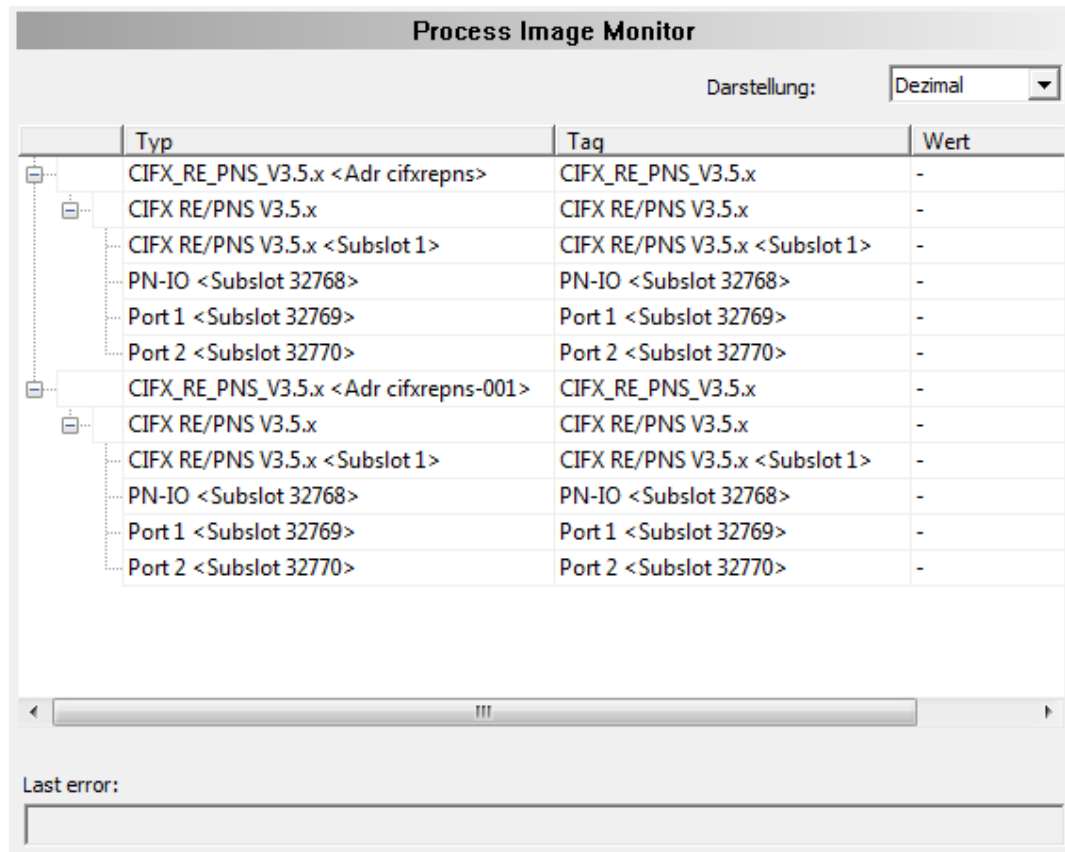 Process Image Monitor
Darstellung: Dezimal
Typ Tag Wert
CIFX_RE_PNS_V3.5.x <Adr cifxrepns> CIFX_RE_PNS_V3.5.x -
CIFX RE/PNS V3.5.x CIFX RE/PNS V3.5.x -
CIFX RE/PNS V3.5.x <Subslot 1> CIFX RE/PNS V3.5.x <Subslot 1> -
PN-IO <Subslot 32768> PN-IO <Subslot 32768> -
Port 1 <Subslot 32769> Port 1 <Subslot 32769> -
Port 2 <Subslot 32770> Port 2 <Subslot 32770> -
CIFX_RE_PNS_V3.5.x <Adr cifxrepns-001> CIFX_RE_PNS_V3.5.x -
CIFX RE/PNS V3.5.x CIFX RE/PNS V3.5.x -
CIFX RE/PNS V3.5.x <Subslot 1> CIFX RE/PNS V3.5.x <Subslot 1> -
PN-IO <Subslot 32768> PN-IO <Subslot 32768> -
Port 1 <Subslot 32769> Port 1 <Subslot 32769> -
Port 2 <Subslot 32770> Port 2 <Subslot 32770> -
Last error: